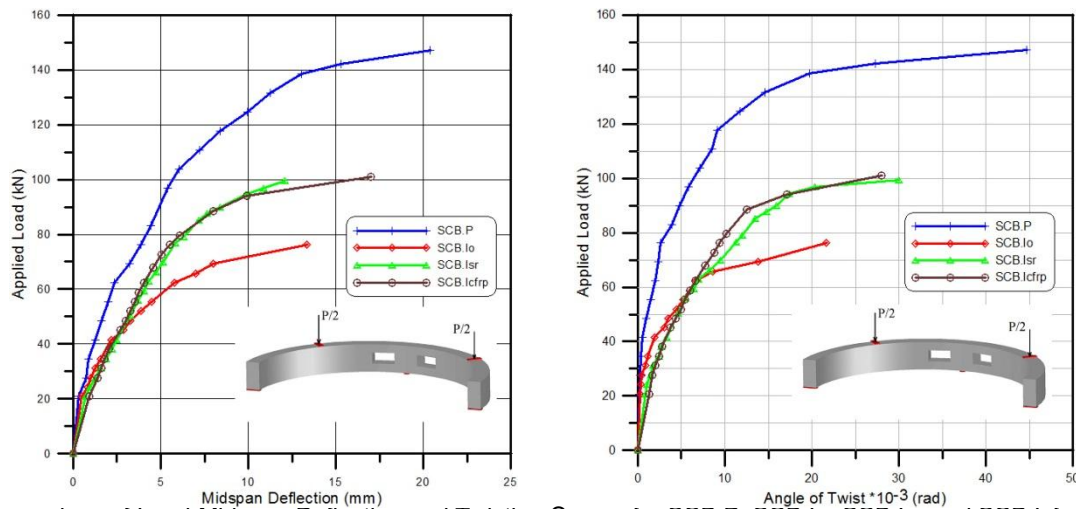 160
140
120
100
80
60
40
20
0
Applied Load (kN)
SCB.P
SCB.Io
SCB.Isr
SCB.Icfrp
P/2
P/2
0 5 10 15 20 25
Midspan Deflection (mm)
160
140
120
100
80
60
40
20
0
Applied Load (kN)
SCB.P
SCB.Io
SCB.Isr
SCB.Icfrp
P/2
P/2
0 10 20 30 40 50
Angle of Twist *10-3 (rad)